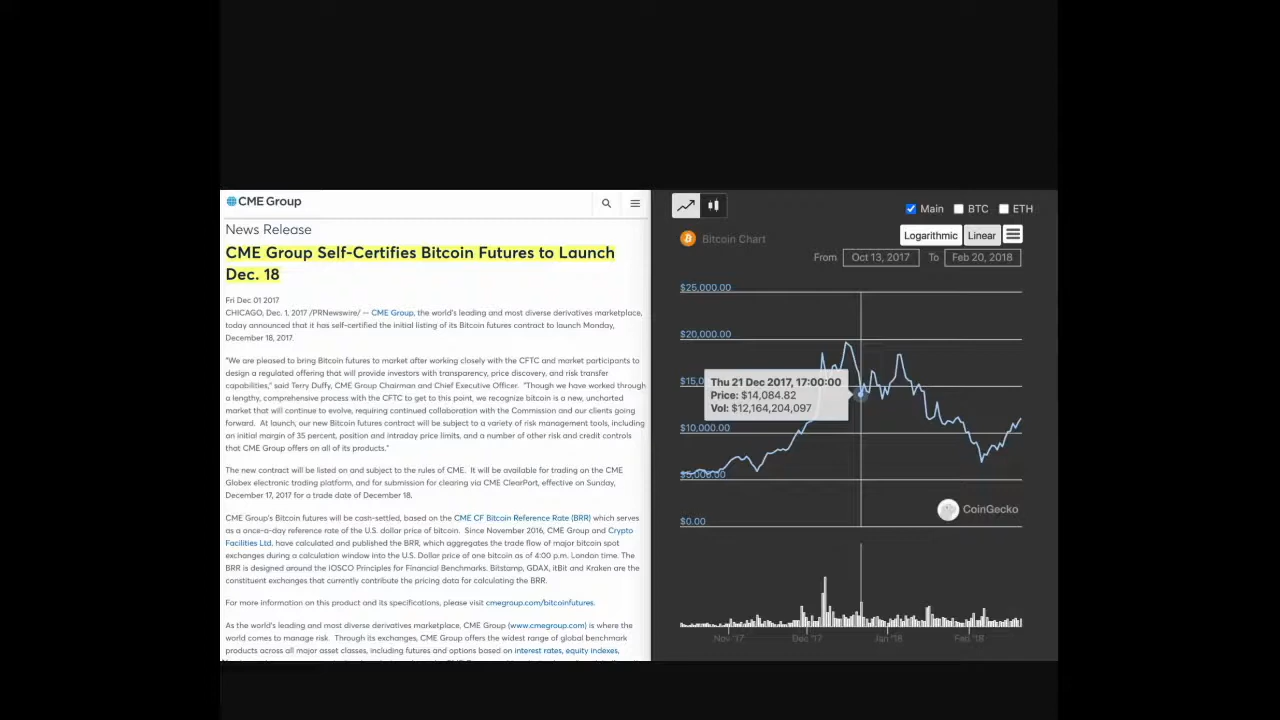 CME Group
News Release
CME Group Self-Certifies Bitcoin Futures to Launch
Dec. 18
Fri Dec 01 2017
CHICAGO, Dec. 1, 2017 /PRNewswire/ -- CME Group, the world's leading and most diverse derivatives marketplace,
today announced that it has self-certified the initial listing of its Bitcoin futures contract to launch Monday,
December 18, 2017.
"We are pleased to bring Bitcoin futures to market after working closely with the CFTC and market participants to
design a regulated offering that will provide investors with transparency, price discovery, and risk transfer
capabilities," said Terry Duffy, CME Group Chairman and Chief Executive Officer. "Though we have worked through
a lengthy, comprehensive process with the CFTC to get to this point, we recognize bitcoin is a new, uncharted
market that will continue to evolve, requiring continued collaboration with the Commission and our clients going
forward. At launch, our new Bitcoin futures contract will be subject to a variety of risk management tools, including
an initial margin of 35 percent, position and intraday price limits, and a number of other risk and credit controls
that CME Group offers on all of its products."
The new contract will be listed on and subject to the rules of CME. It will be available for trading on the CME
Globex electronic trading platform, and for submission for clearing via CME ClearPort, effective on Sunday,
December 17, 2017 for a trade date of December 18.
CME Group's Bitcoin futures will be cash-settled, based on the CME CF Bitcoin Reference Rate (BRR) which serves
as a once-a-day reference rate of the U.S. dollar price of bitcoin. Since November 2016, CME Group and Crypto
Facilities Ltd. have calculated and published the BRR, which aggregates the trade flow of major bitcoin spot
exchanges during a calculation window into the U.S. Dollar price of one bitcoin as of 4:00 p.m. London time. The
BRR is designed around the IOSCO Principles for Financial Benchmarks. Bitstamp, GDAX, itBit and Kraken are the
constituent exchanges that currently contribute the pricing data for calculating the BRR.
For more information on this product and its specifications, please visit cmegroup.com/bitcoinfutures.
As the world's leading and most diverse derivatives marketplace, CME Group (www.cmegroup.com) is where the
world comes to manage risk. Through its exchanges, CME Group offers the widest range of global benchmark
products across all major asset classes, including futures and options based on interest rates, equity indexes,
Main BTC ETH
Bitcoin Chart
Logarithmic Linear
From Oct 13, 2017 To Feb 20, 2018
$25,000.00
$20,000.00
Thu 21 Dec 2017, 17:00:00
Price: $14,084.82
Vol: $12,164,204,097
$10,000.00
$5,000.00
CoinGecko
$0.00
Nov '17 Dec '17 Jan '18 Feb '18